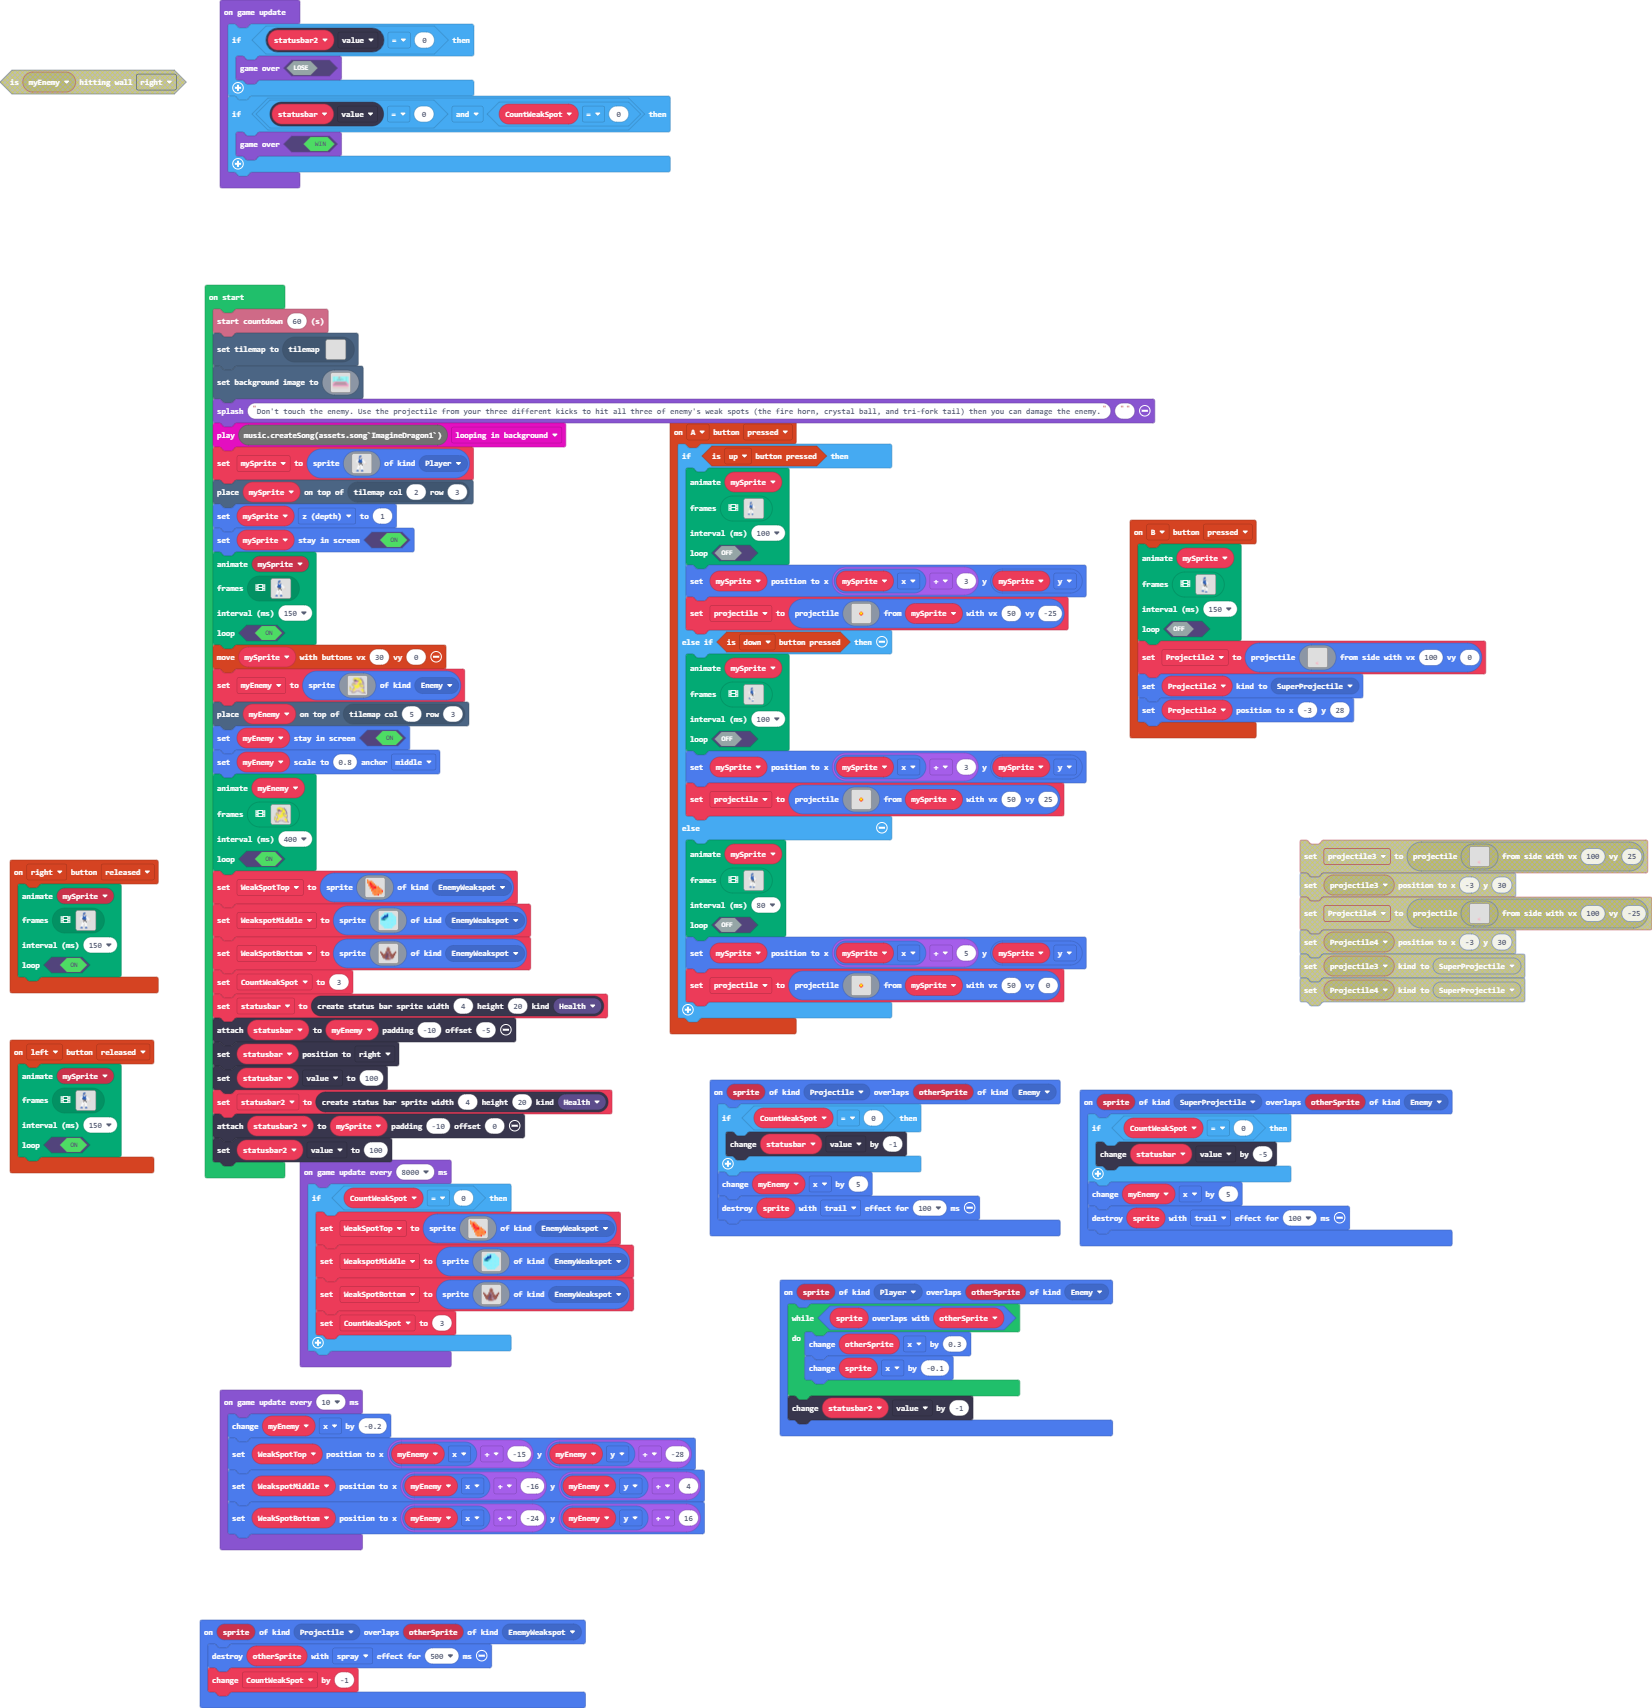 on game update
if statusbar2 value = 0 then
game over LOSE
is myEnemy hitting wall right
if statusbar value = 0 and CountWeakSpot = 0 then
game over WIN
on start
start countdown 60 (s)
set tilemap to tilemap
set background image to
splash "Don't touch the enemy. Use the projectile from your three different kicks to hit all three of enemy's weak spots (the fire horn, crystal ball, and tri-fork tail) then you can damage the enemy." " "
play music.createSong(assets.song`ImagineDragon1`) looping in background
set mySprite to sprite of kind Player
place mySprite on top of tilemap col 2 row 3
set mySprite z (depth) to 1
set mySprite stay in screen ON
animate mySprite
frames
interval (ms) 150
loop ON
move mySprite with buttons vx 30 vy 0
set myEnemy to sprite of kind Enemy
place myEnemy on top of tilemap col 5 row 3
set myEnemy stay in screen ON
set myEnemy scale to 0.8 anchor middle
animate myEnemy
frames
interval (ms) 400
loop ON
set WeakSpotTop to sprite of kind EnemyWeakspot
set WeakspotMiddle to sprite of kind EnemyWeakspot
set WeakSpotBottom to sprite of kind EnemyWeakspot
set CountWeakSpot to 3
set statusbar to create status bar sprite width 4 height 20 kind Health
attach statusbar to myEnemy padding -10 offset -5
set statusbar position to right
set statusbar value to 100
set statusbar2 to create status bar sprite width 4 height 20 kind Health
attach statusbar2 to mySprite padding -10 offset 0
set statusbar2 value to 100
on A button pressed
if is up button pressed then
animate mySprite
frames
interval (ms) 100
loop OFF
set mySprite position to x mySprite x + 3 y mySprite y
set projectile to projectile from mySprite with vx 50 vy -25
else if is down button pressed then
animate mySprite
frames
interval (ms) 100
loop OFF
set mySprite position to x mySprite x + 3 y mySprite y
set projectile to projectile from mySprite with vx 50 vy 25
else
animate mySprite
frames
interval (ms) 80
loop OFF
set mySprite position to x mySprite x + 5 y mySprite y
set projectile to projectile from mySprite with vx 50 vy 0
on B button pressed
animate mySprite
frames
interval (ms) 150
loop OFF
set Projectile2 to projectile from side with vx 100 vy 0
set Projectile2 kind to SuperProjectile
set Projectile2 position to x -3 y 28
set projectile3 to projectile from side with vx 100 vy 25
set projectile3 position to x -3 y 30
set Projectile4 to projectile from side with vx 100 vy -25
set Projectile4 position to x -3 y 30
set projectile3 kind to SuperProjectile
set Projectile4 kind to SuperProjectile
on right button released
animate mySprite
frames
interval (ms) 150
loop ON
on left button released
animate mySprite
frames
interval (ms) 150
loop ON
on game update every 8000 ms
if CountWeakSpot = 0 then
set WeakSpotTop to sprite of kind EnemyWeakspot
set WeakspotMiddle to sprite of kind EnemyWeakspot
set WeakSpotBottom to sprite of kind EnemyWeakspot
set CountWeakSpot to 3
on sprite of kind Projectile overlaps otherSprite of kind Enemy
if CountWeakSpot = 0 then
change statusbar value by -1
change myEnemy x by 5
destroy sprite with trail effect for 100 ms
on sprite of kind SuperProjectile overlaps otherSprite of kind Enemy
if CountWeakSpot = 0 then
change statusbar value by -5
change myEnemy x by 5
destroy sprite with trail effect for 100 ms
on sprite of kind Player overlaps otherSprite of kind Enemy
while sprite overlaps with otherSprite
do change otherSprite x by 0.3
change sprite x by -0.1
change statusbar2 value by -1
on game update every 10 ms
change myEnemy x by -0.2
set WeakSpotTop position to x myEnemy x + -15 y myEnemy y + -28
set WeakspotMiddle position to x myEnemy x + -16 y myEnemy y + 4
set WeakSpotBottom position to x myEnemy x + -24 y myEnemy y + 16
on sprite of kind Projectile overlaps otherSprite of kind EnemyWeakspot
destroy otherSprite with spray effect for 500 ms
change CountWeakSpot by -1